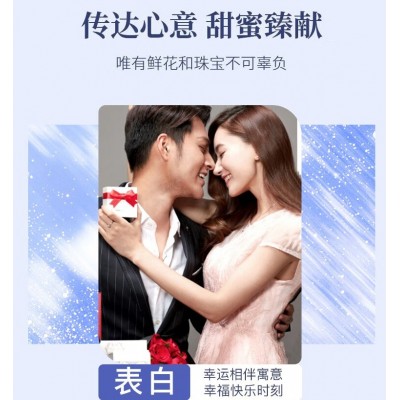 传达心意 甜蜜臻献
唯有鲜花和珠宝不可辜负
表白
幸运相伴寓意
幸福快乐时刻